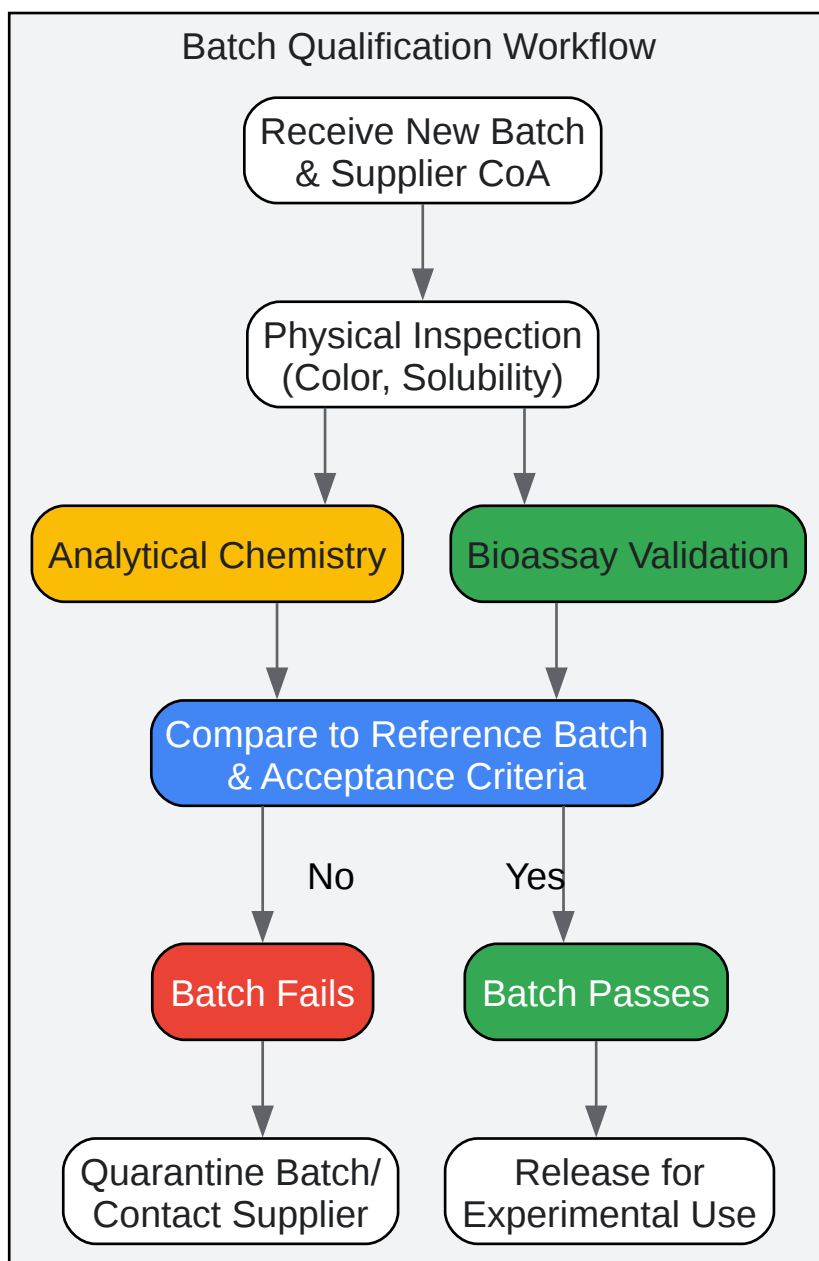 Batch Qualification Workflow
Receive New Batch
& Supplier CoA
Physical Inspection
(Color, Solubility)
Analytical Chemistry
Bioassay Validation
Compare to Reference Batch
& Acceptance Criteria
No
Yes
Batch Fails
Batch Passes
Quarantine Batch/
Contact Supplier
Release for
Experimental Use